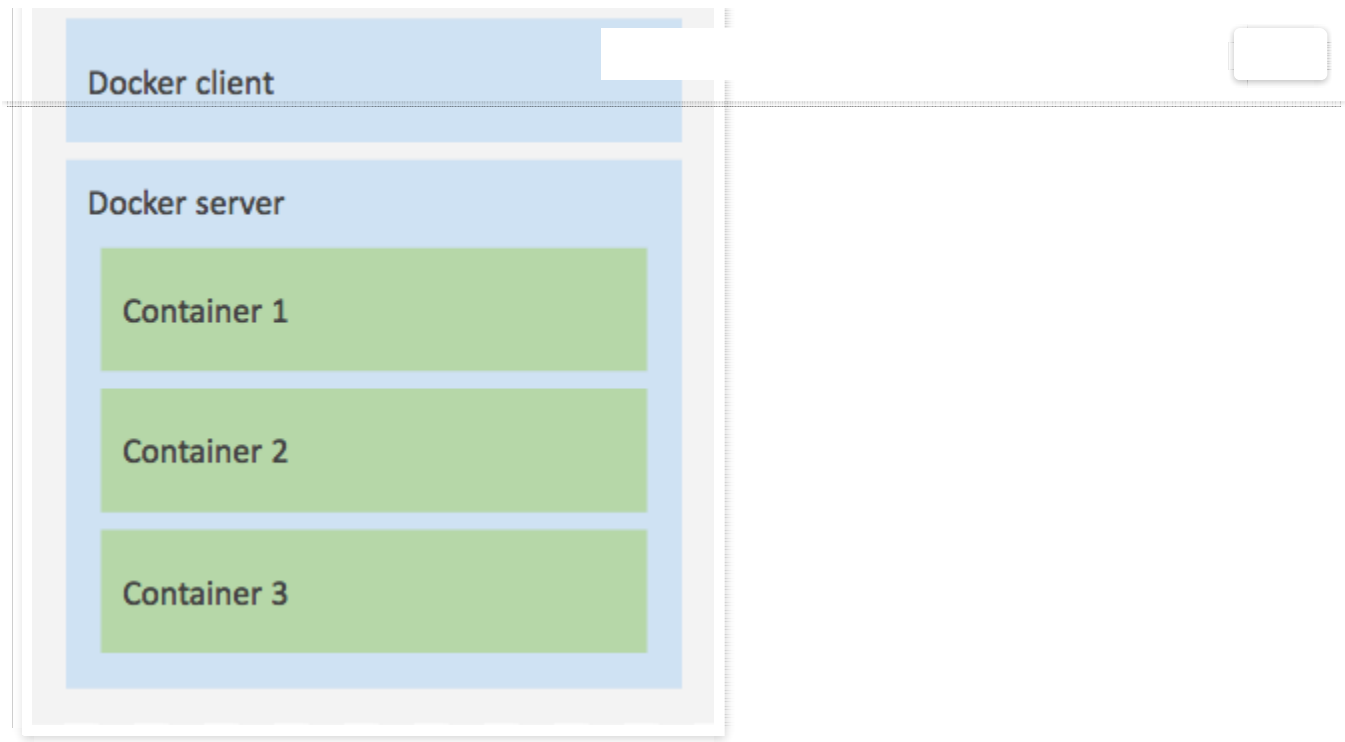 Docker client
Docker server
Container 1
Container 2
Container 3